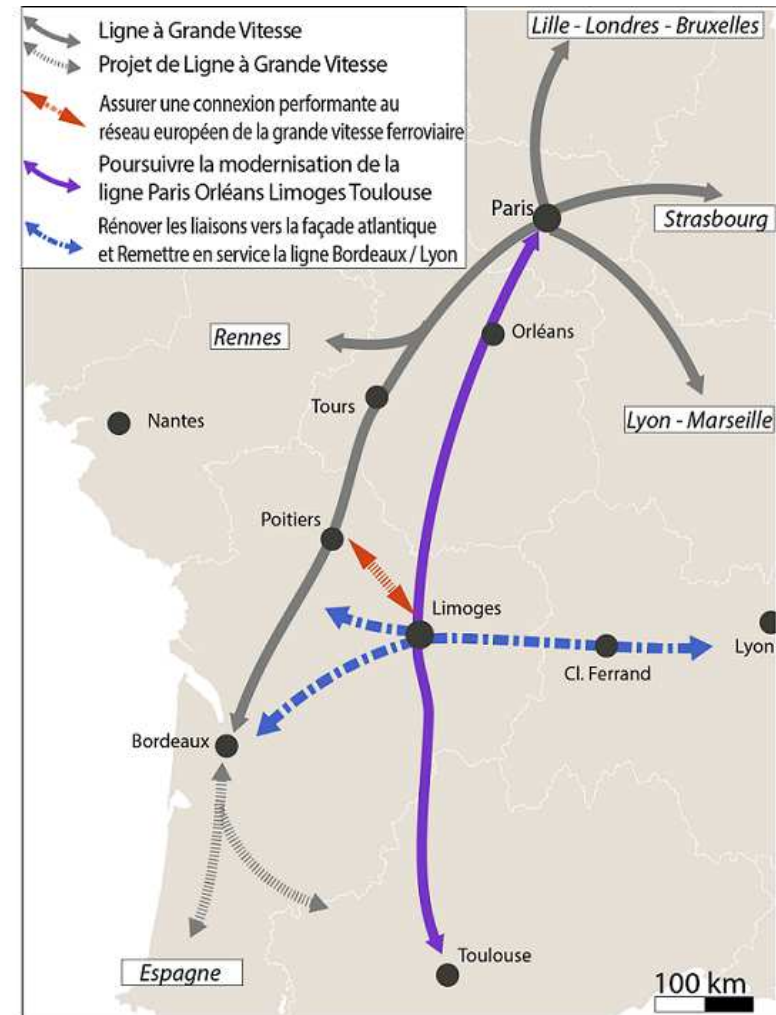 Ligne à Grande Vitesse
Projet de Ligne à Grande Vitesse
Assurer une connexion performante au
réseau européen de la grande vitesse ferroviaire
Poursuivre la modernisation de la
ligne Paris Orléans Limoges Toulouse
Rénover les liaisons vers la façade atlantique
et Remettre en service la ligne Bordeaux / Lyon
Lille - Londres - Bruxelles
Paris
Strasbourg
Rennes
Orléans
Tours
Nantes
Lyon - Marseille
Poitiers
Limoges
Lyon
Cl. Ferrand
Bordeaux
Toulouse
Espagne
100 km